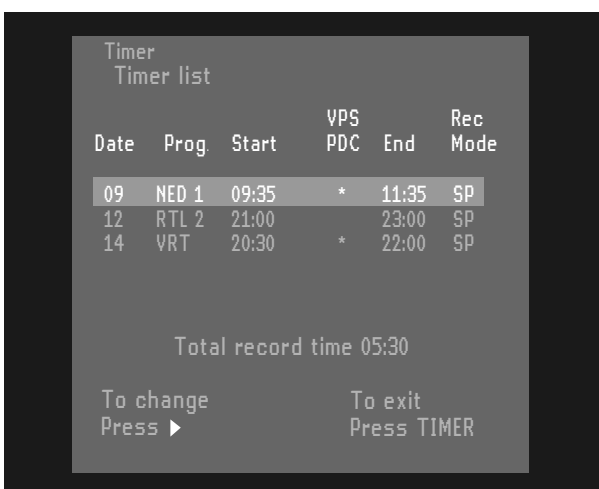 Timer
Timer list
VPS Rec
Date Prog. Start PDC End Mode
09 NED 1 09:35 * 11:35 SP
12 RTL 2 21:00 23:00 SP
14 VRT 20:30 * 22:00 SP
Total record time 05:30
To change To exit
Press ▶ Press TIMER